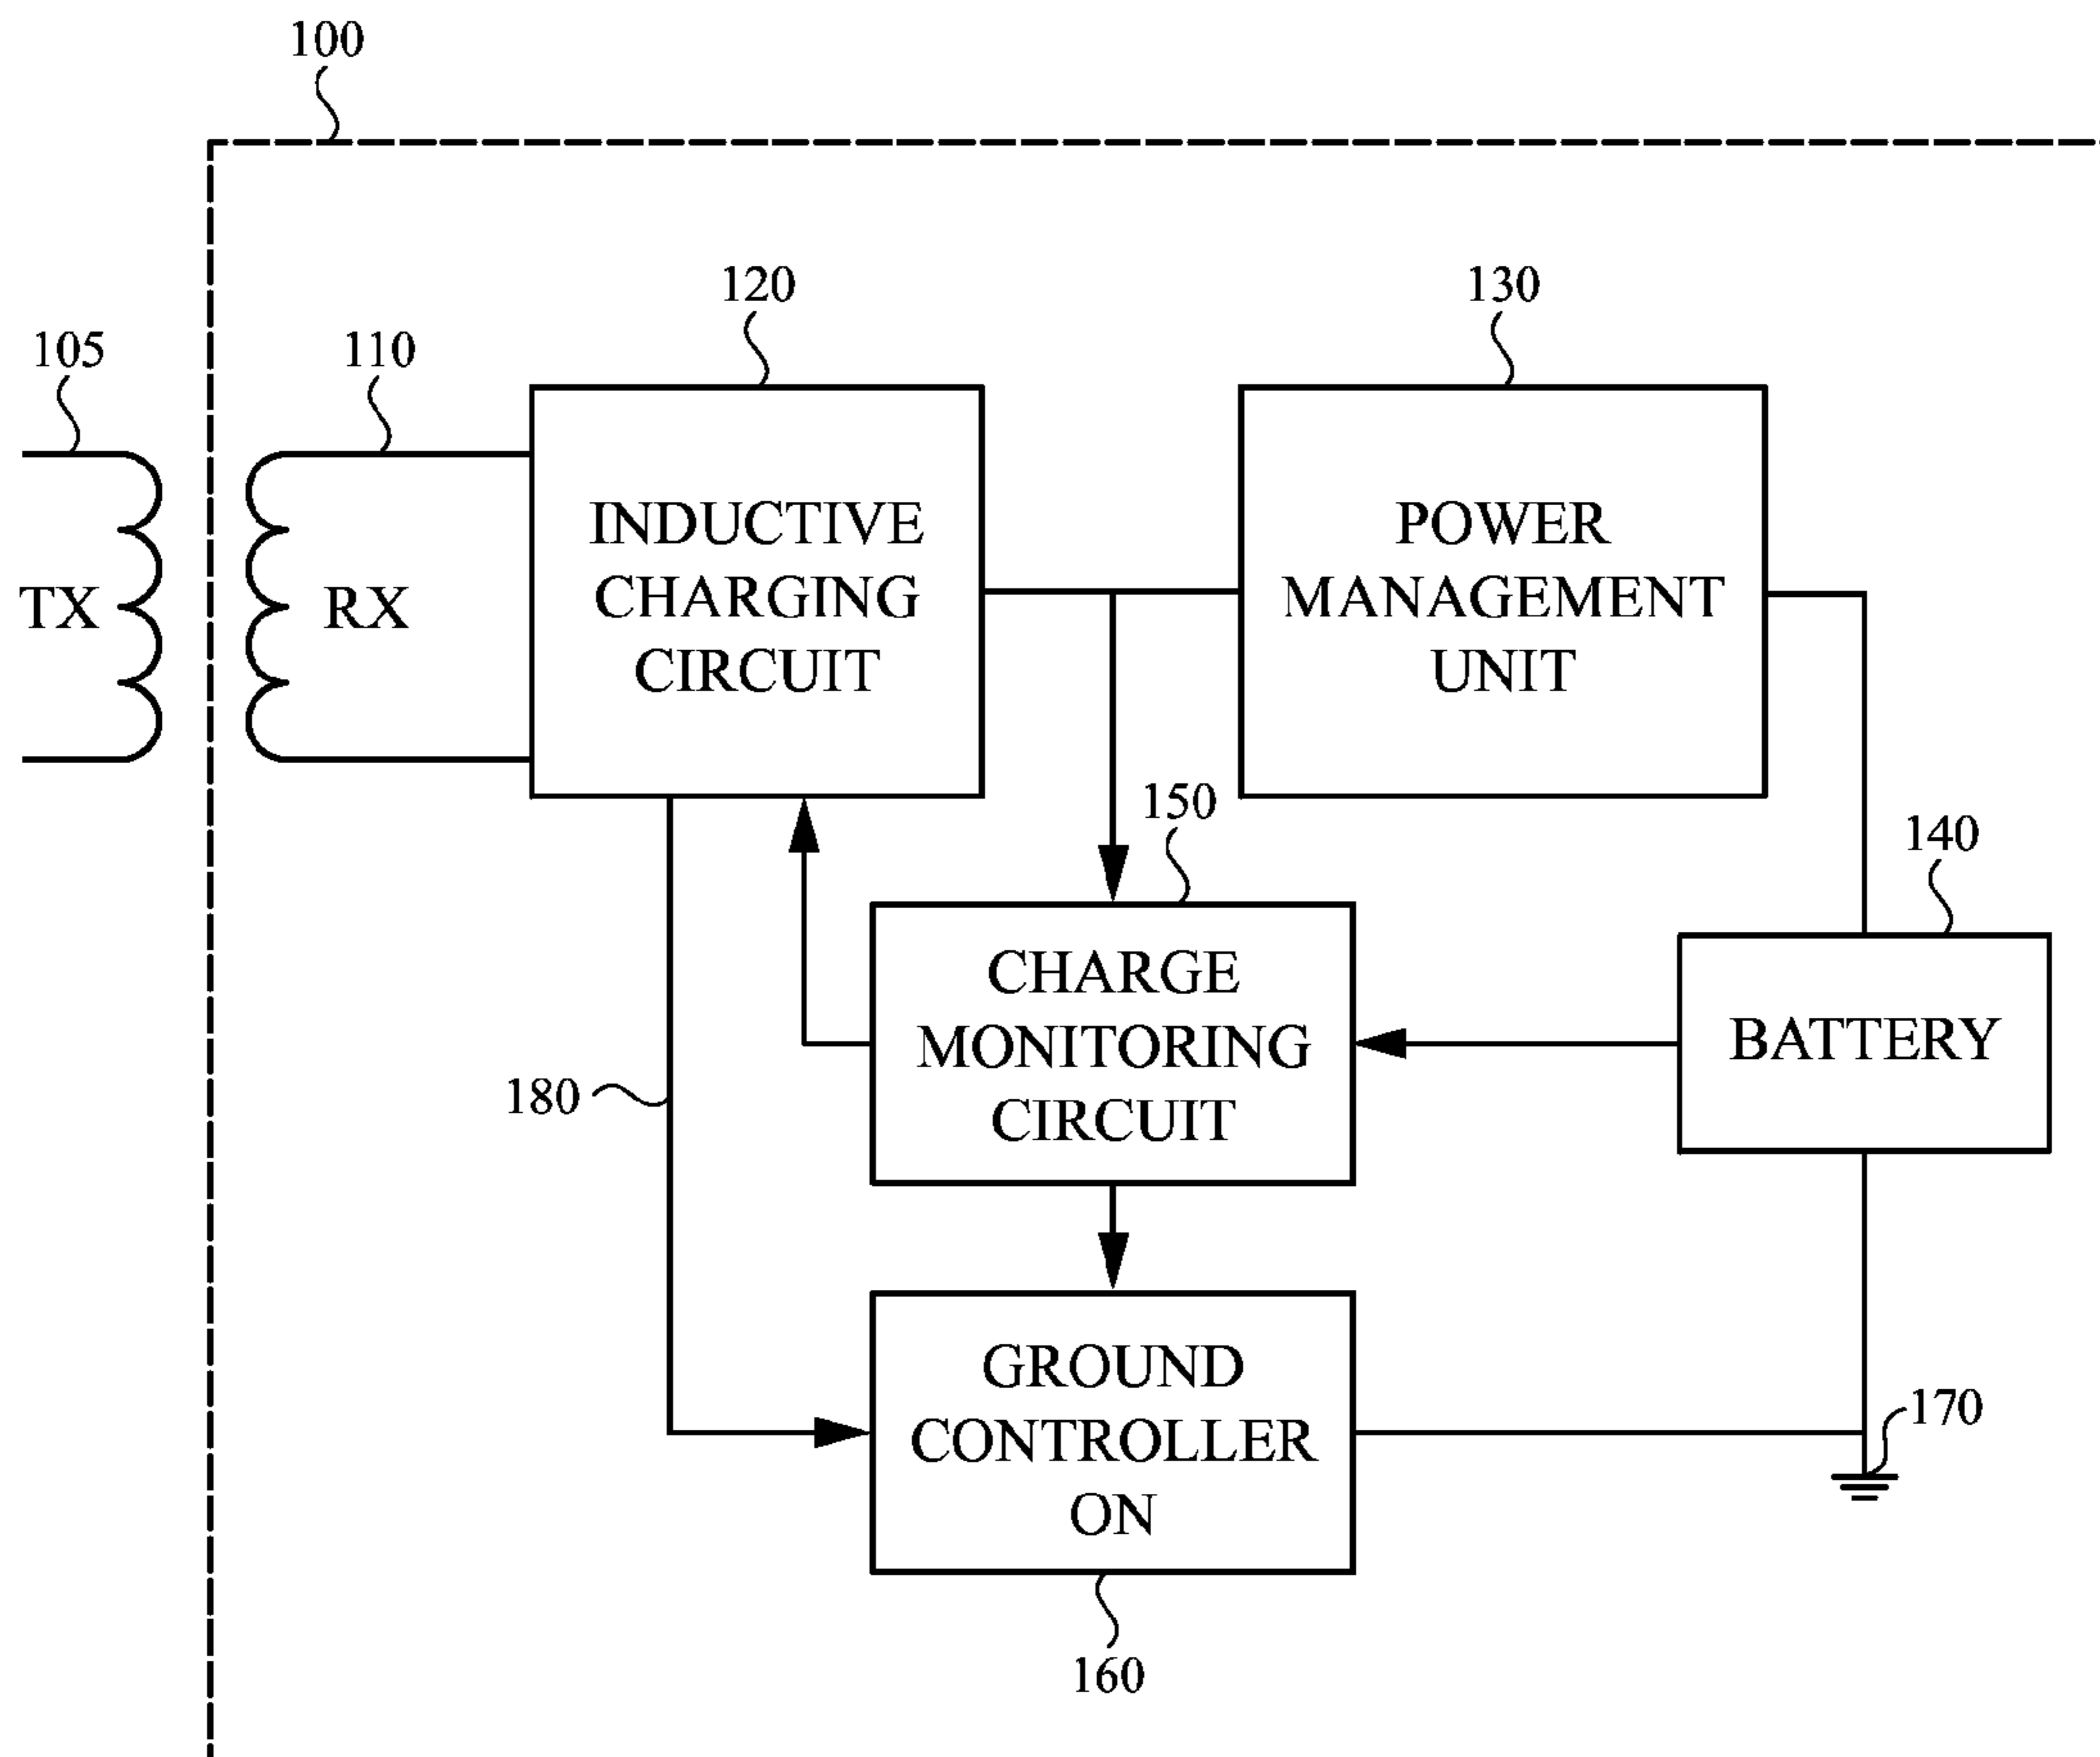 100
120
130
105
110
INDUCTIVE
CHARGING
CIRCUIT
POWER
MANAGEMENT
UNIT
TX
RX
150
140
CHARGE
MONITORING
CIRCUIT
BATTERY
180
GROUND
CONTROLLER
ON
170
160